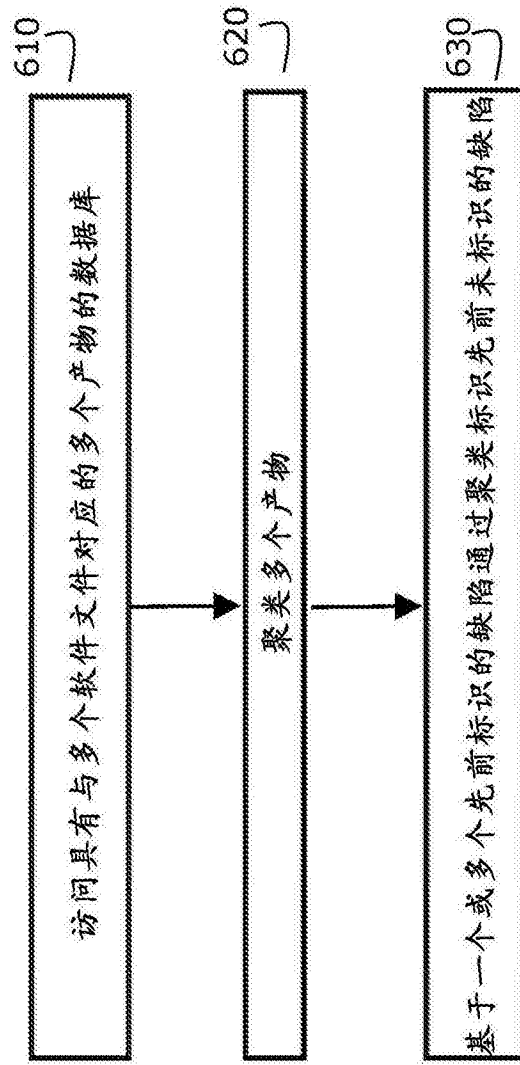 610
访问具有与多个软件文件对应的多个产物的数据库
620
聚类多个产物
630
基于一个或多个先前标识的缺陷通过聚类标识先前未标识的缺陷